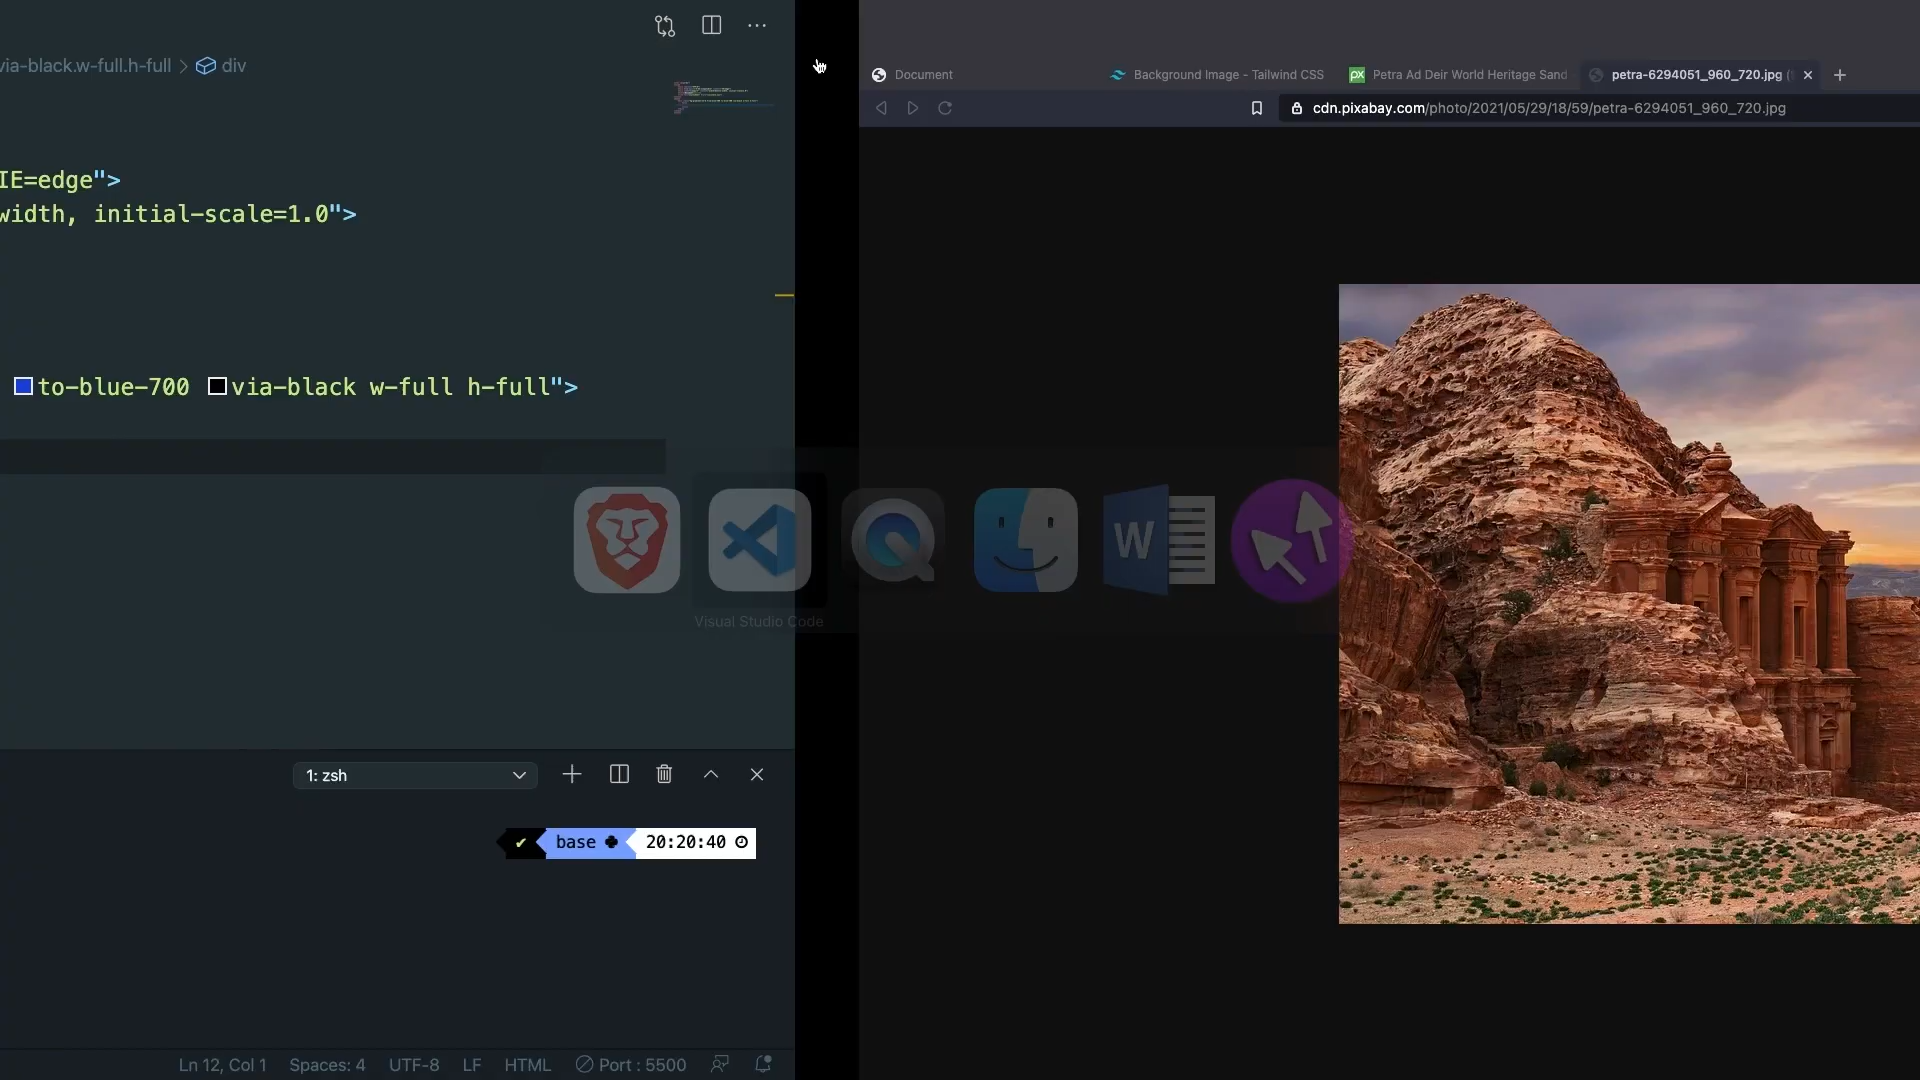 via-black.w-full.h-full > div
IE=edge">
width, initial-scale=1.0">
to-blue-700 via-black w-full h-full">
1: zsh
✔ base 20:20:40
Ln 12, Col 1 Spaces: 4 UTF-8 LF HTML Port : 5500
Document Background Image - Tailwind CSS Petra Ad Deir World Heritage Sand petra-6294051_960_720.jpg (
cdn.pixabay.com/photo/2021/05/29/18/59/petra-6294051_960_720.jpg
W
Visual Studio Code